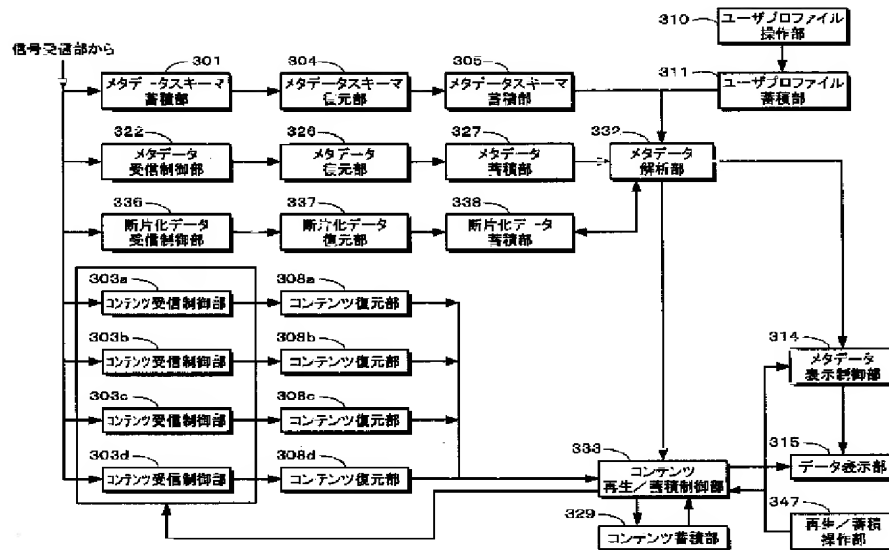 310
ユーザプロファイル
操作部
信号受信部から
301
メタデータスキーマ
蓄積部
304
メタデータスキーマ
復元部
305
メタデータスキーマ
蓄積部
311
ユーザプロファイル
蓄積部
322
メタデータ
受信制御部
326
メタデータ
復元部
327
メタデータ
蓄積部
332
メタデータ
解析部
336
断片化データ
受信制御部
337
断片化データ
復元部
338
断片化データ
蓄積部
303a
コンテンツ受信制御部
308a
コンテンツ復元部
303b
コンテンツ受信制御部
308b
コンテンツ復元部
314
メタデータ
表示制御部
303c
コンテンツ受信制御部
308c
コンテンツ復元部
303d
コンテンツ受信制御部
308d
コンテンツ復元部
333
コンテンツ
再生/蓄積制御部
315
データ表示部
329
コンテンツ蓄積部
347
再生/蓄積
操作部